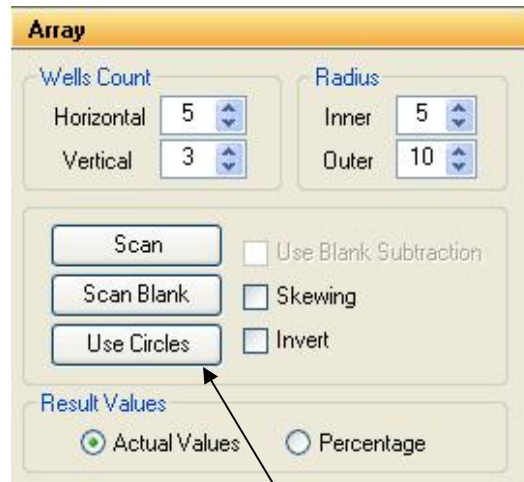 Array
Wells Count
Radius
Horizontal 5
Inner 5
Vertical 3
Outer 10
Scan
Use Blank Subtraction
Scan Blank
Skewing
Use Circles
Invert
Result Values
Actual Values
Percentage